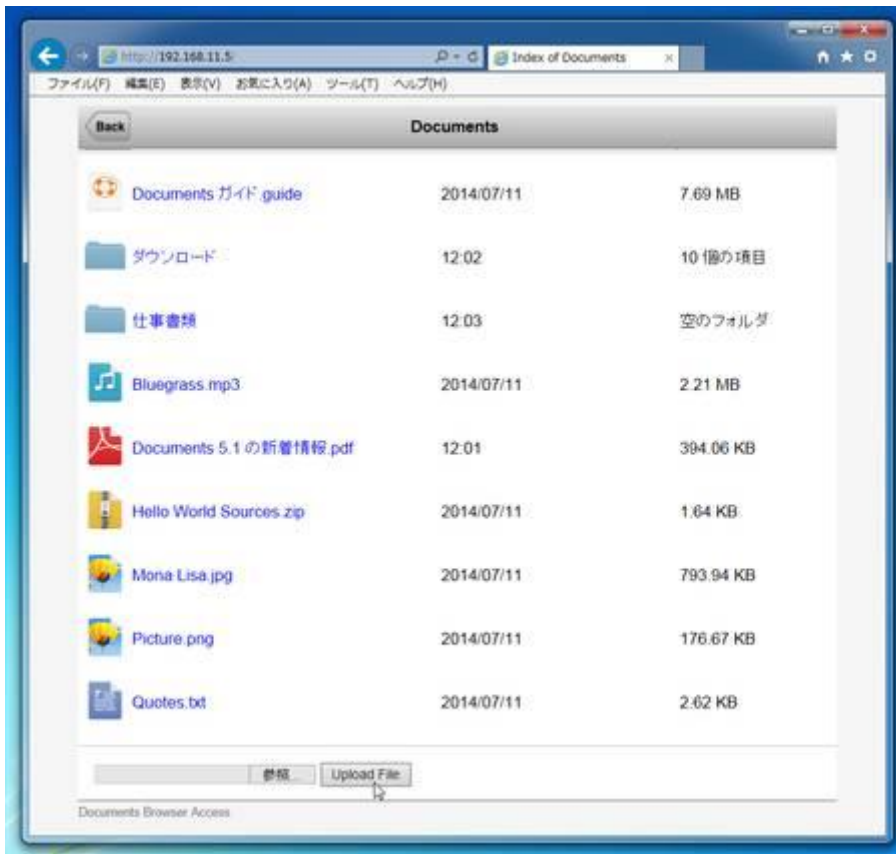 http://192.168.11.5/
Index of Documents
ファイル(F) 編集(E) 表示(V) お気に入り(A) ツール(T) ヘルプ(H)
Back Documents
Documents ガイド.guide 2014/07/11 7.69 MB
ダウンロード 12:02 10 個の項目
仕事書類 12:03 空のフォルダ
Bluegrass.mp3 2014/07/11 2.21 MB
Documents 5.1 の新着情報.pdf 12:01 394.06 KB
Hello World Sources.zip 2014/07/11 1.64 KB
Mona Lisa.jpg 2014/07/11 793.94 KB
Picture.png 2014/07/11 176.67 KB
Quotes.txt 2014/07/11 2.62 KB
参照... Upload File
Documents Browser Access